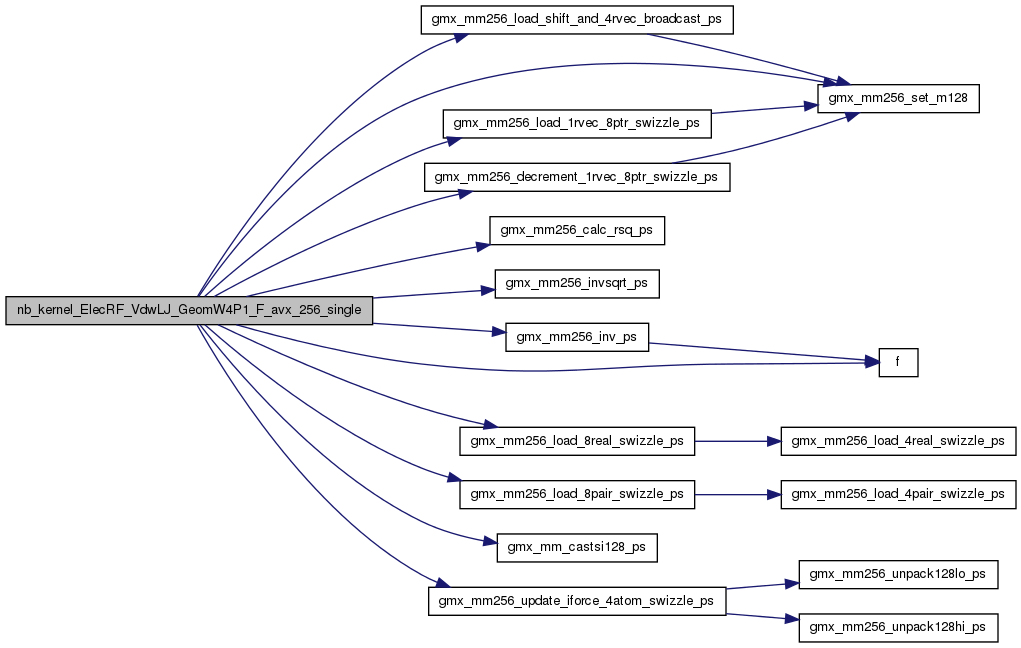 gmx_mm256_load_shift_and_4rvec_broadcast_ps
gmx_mm256_set_m128
gmx_mm256_load_1rvec_8ptr_swizzle_ps
gmx_mm256_decrement_1rvec_8ptr_swizzle_ps
gmx_mm256_calc_rsq_ps
gmx_mm256_invsqrt_ps
nb_kernel_ElecRF_VdwLJ_GeomW4P1_F_avx_256_single
gmx_mm256_inv_ps
f
gmx_mm256_load_8real_swizzle_ps
gmx_mm256_load_4real_swizzle_ps
gmx_mm256_load_8pair_swizzle_ps
gmx_mm256_load_4pair_swizzle_ps
gmx_mm_castsi128_ps
gmx_mm256_unpack128lo_ps
gmx_mm256_update_iforce_4atom_swizzle_ps
gmx_mm256_unpack128hi_ps